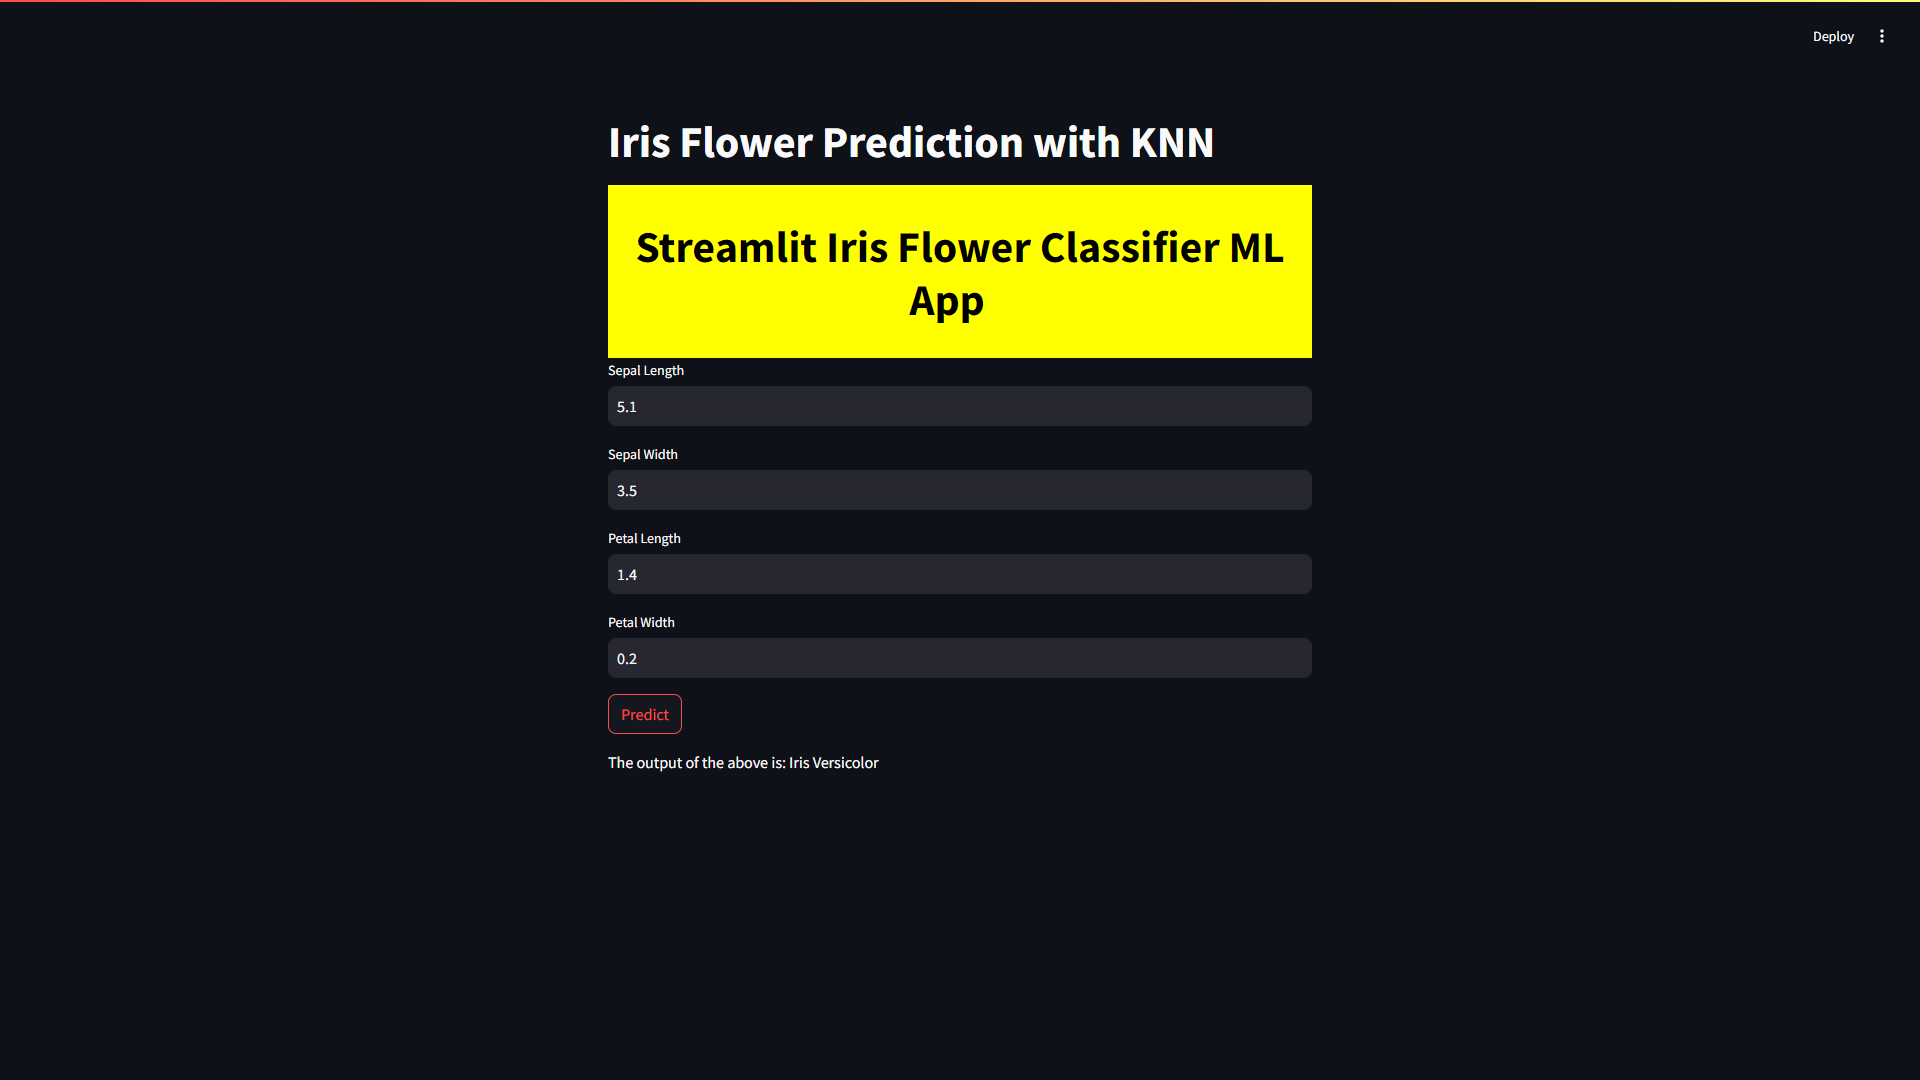 Deploy
Iris Flower Prediction with KNN
Streamlit Iris Flower Classifier ML
App
Sepal Length
5.1
Sepal Width
3.5
Petal Length
1.4
Petal Width
0.2
Predict
The output of the above is: Iris Versicolor